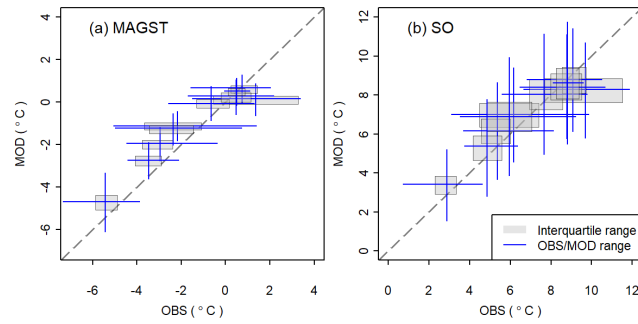 (a) MAGST
4
2
0
-2
-4
-6
MOD (°C)
-6 -4 -2 0 2 4
OBS (°C)
(b) SO
12
10
8
6
4
2
0
MOD (°C)
0 2 4 6 8 10 12
OBS (°C)
Interquartile range
OBS/MOD range